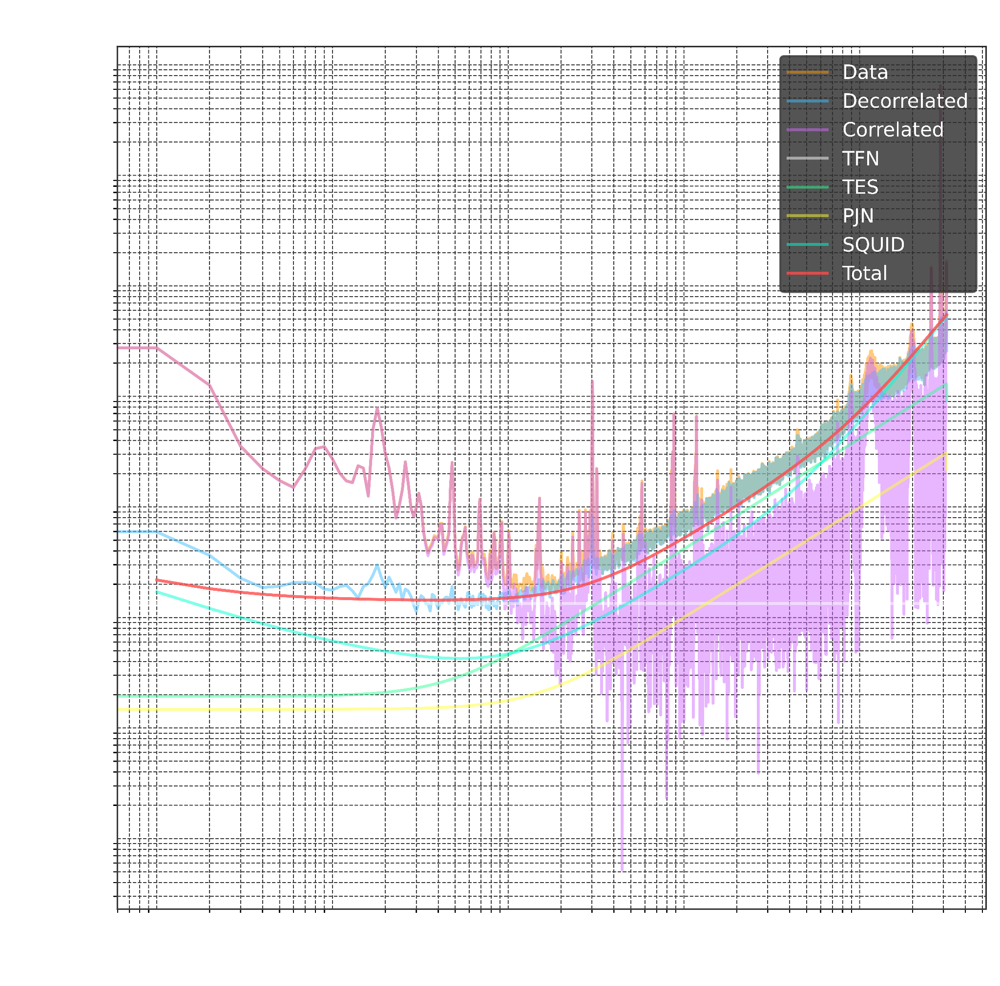 Data
Decorrelated
Correlated
TFN
TES
PJN
SQUID
Total